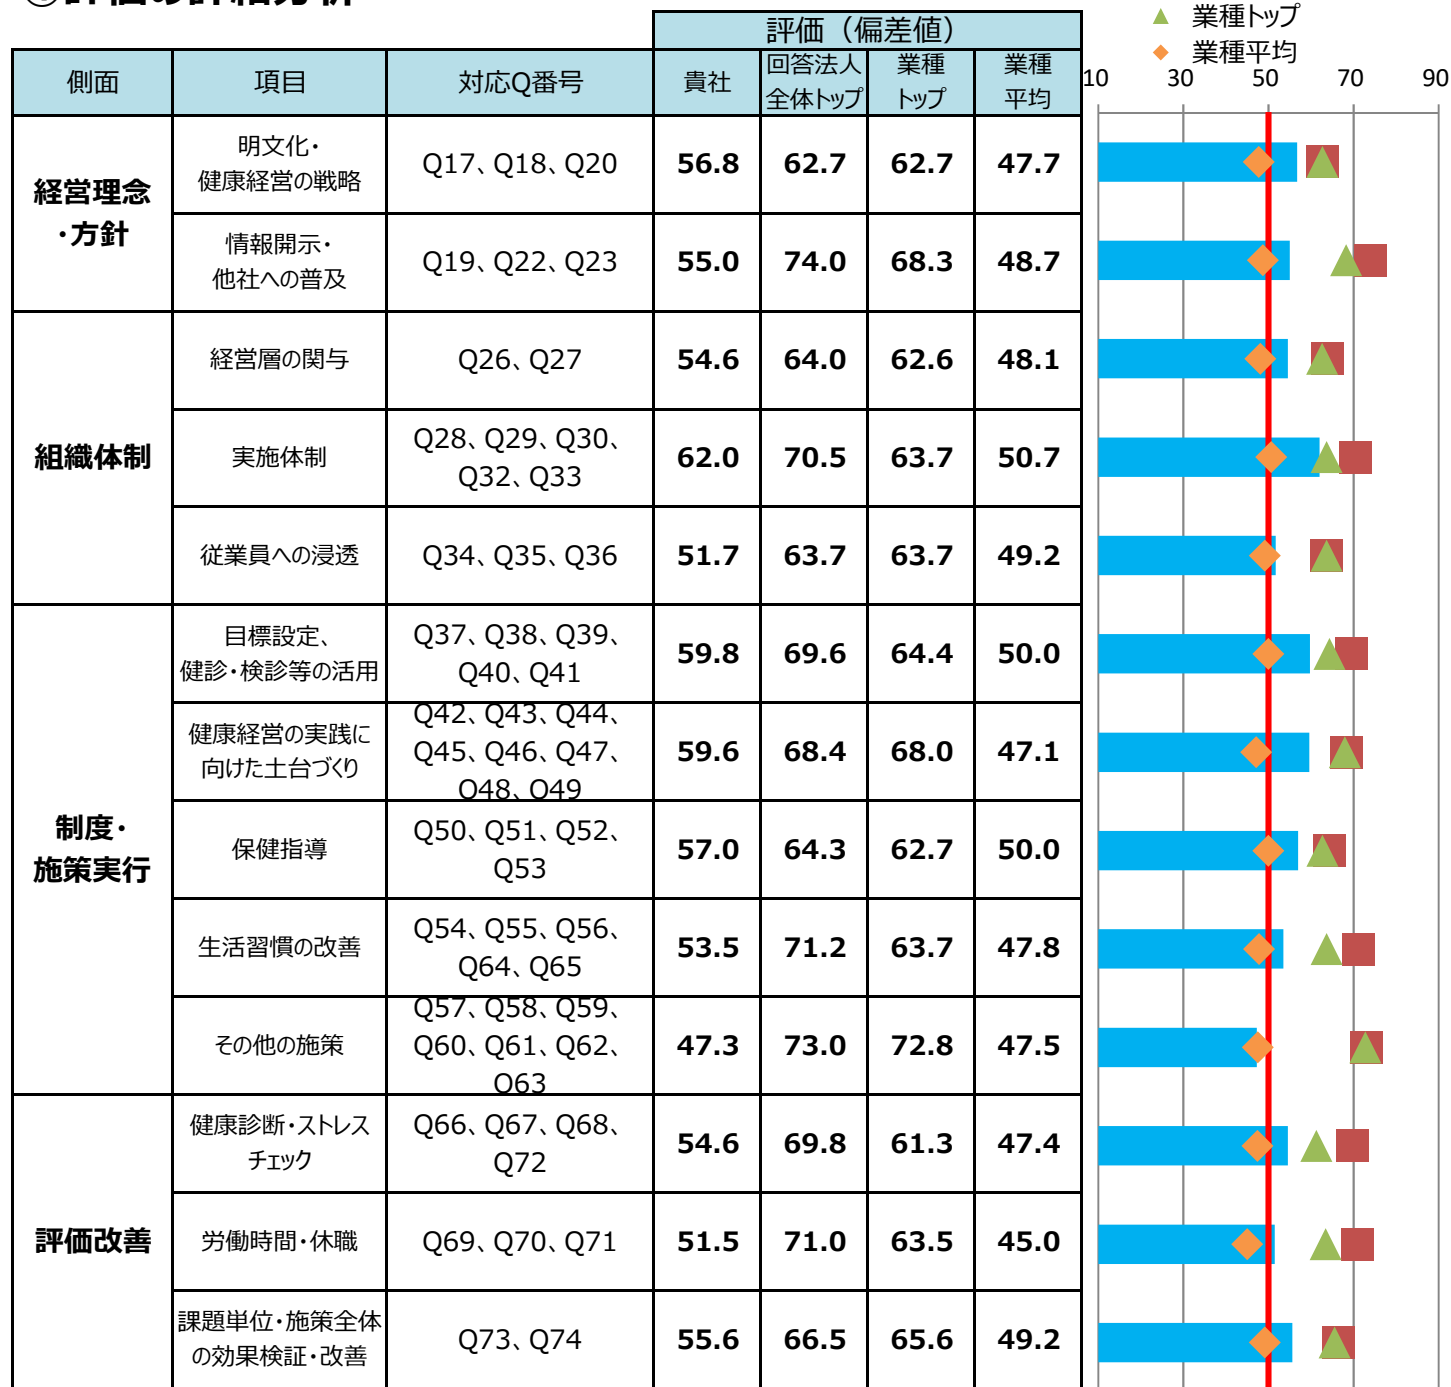 ①評価の詳細分析
▲ 業種トップ
◆ 業種平均
評価（偏差値）
側面 項目 対応Q番号 貴社 回答法人 業種 業種
全体トップ トップ 平均
10 30 50 70 90
経営理念
・方針
明文化・
健康経営の戦略
Q17、Q18、Q20 56.8 62.7 62.7 47.7
情報開示・
他社への普及
Q19、Q22、Q23 55.0 74.0 68.3 48.7
組織体制
経営層の関与 Q26、Q27 54.6 64.0 62.6 48.1
実施体制
Q28、Q29、Q30、
Q32、Q33
62.0 70.5 63.7 50.7
従業員への浸透 Q34、Q35、Q36 51.7 63.7 63.7 49.2
制度・
施策実行
目標設定、
健診・検診等の活用
Q37、Q38、Q39、
Q40、Q41
59.8 69.6 64.4 50.0
健康経営の実践に
向けた土台づくり
Q42、Q43、Q44、
Q45、Q46、Q47、
Q48、Q49
59.6 68.4 68.0 47.1
保健指導
Q50、Q51、Q52、
Q53
57.0 64.3 62.7 50.0
生活習慣の改善
Q54、Q55、Q56、
Q64、Q65
53.5 71.2 63.7 47.8
その他の施策
Q57、Q58、Q59、
Q60、Q61、Q62、
Q63
47.3 73.0 72.8 47.5
評価改善
健康診断・ストレス
チェック
Q66、Q67、Q68、
Q72
54.6 69.8 61.3 47.4
労働時間・休職 Q69、Q70、Q71 51.5 71.0 63.5 45.0
課題単位・施策全体
の効果検証・改善
Q73、Q74 55.6 66.5 65.6 49.2